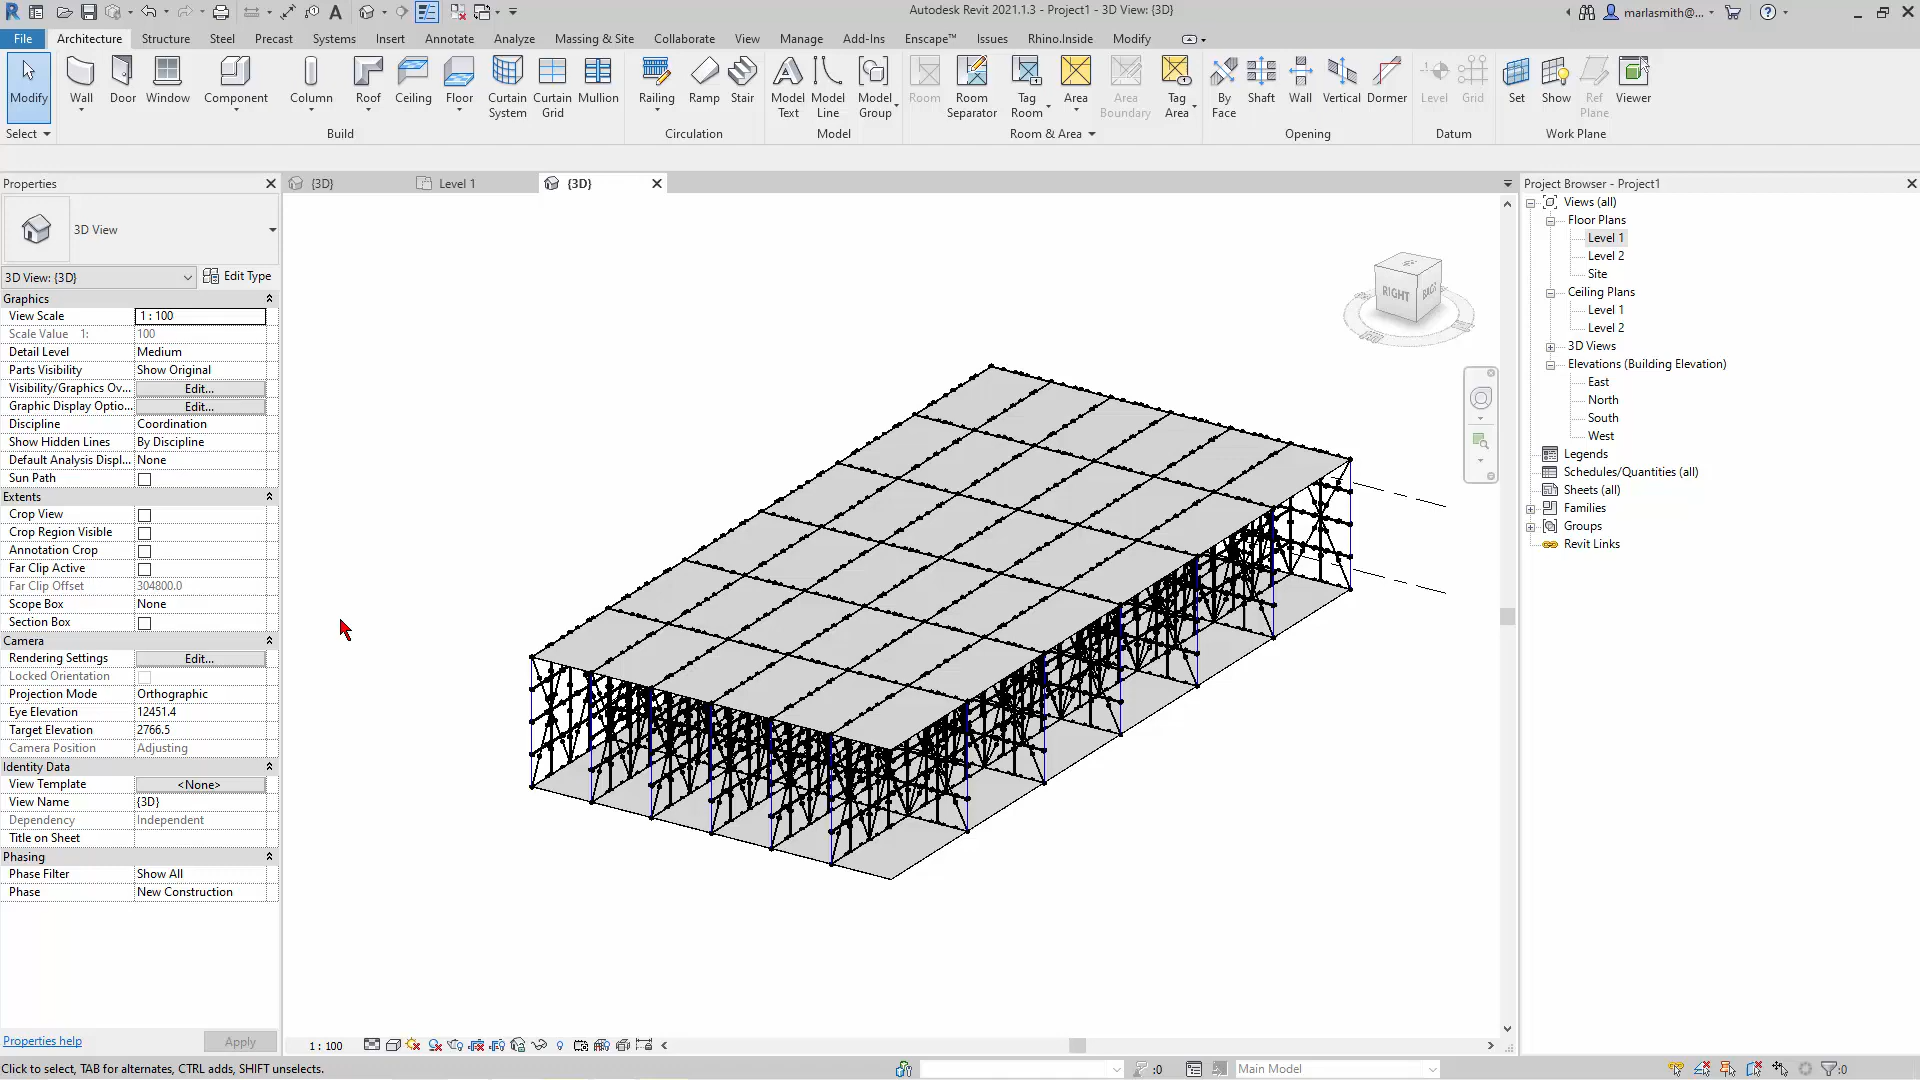 Autodesk Revit 2021.1.3 - Project1 - 3D View: {3D}
marlasmith@...
File Architecture Structure Steel Precast Systems Insert Annotate Analyze Massing & Site Collaborate View Manage Add-Ins Enscape™ Issues Rhino.Inside Modify
Modify
Wall
Door
Window
Component
Column
Roof
Ceiling
Floor
Curtain System
Curtain Grid
Mullion
Railing
Ramp
Stair
Model Text
Model Line
Model Group
Room
Room Separator
Tag Room
Area
Area Boundary
Tag Area
By Face
Shaft
Wall
Vertical
Dormer
Level
Grid
Set
Show
Ref Plane
Viewer
Select
Build
Circulation
Model
Room & Area
Opening
Datum
Work Plane
Properties
{3D}
Level 1
{3D}
Project Browser - Project1
3D View
3D View: {3D}
Edit Type
Graphics
View Scale 1 : 100
Scale Value 1: 100
Detail Level Medium
Parts Visibility Show Original
Visibility/Graphics Ov... Edit...
Graphic Display Optio... Edit...
Discipline Coordination
Show Hidden Lines By Discipline
Default Analysis Displ... None
Sun Path
Extents
Crop View
Crop Region Visible
Annotation Crop
Far Clip Active
Far Clip Offset 304800.0
Scope Box None
Section Box
Camera
Rendering Settings Edit...
Locked Orientation
Projection Mode Orthographic
Eye Elevation 12451.4
Target Elevation 2766.5
Camera Position Adjusting
Identity Data
View Template <None>
View Name {3D}
Dependency Independent
Title on Sheet
Phasing
Phase Filter Show All
Phase New Construction
Properties help
Apply
RIGHT
BACK
Views (all)
Floor Plans
Level 1
Level 2
Site
Ceiling Plans
Level 1
Level 2
3D Views
Elevations (Building Elevation)
East
North
South
West
Legends
Schedules/Quantities (all)
Sheets (all)
Families
Groups
Revit Links
1 : 100
Click to select, TAB for alternates, CTRL adds, SHIFT unselects.
:0
Main Model
:0